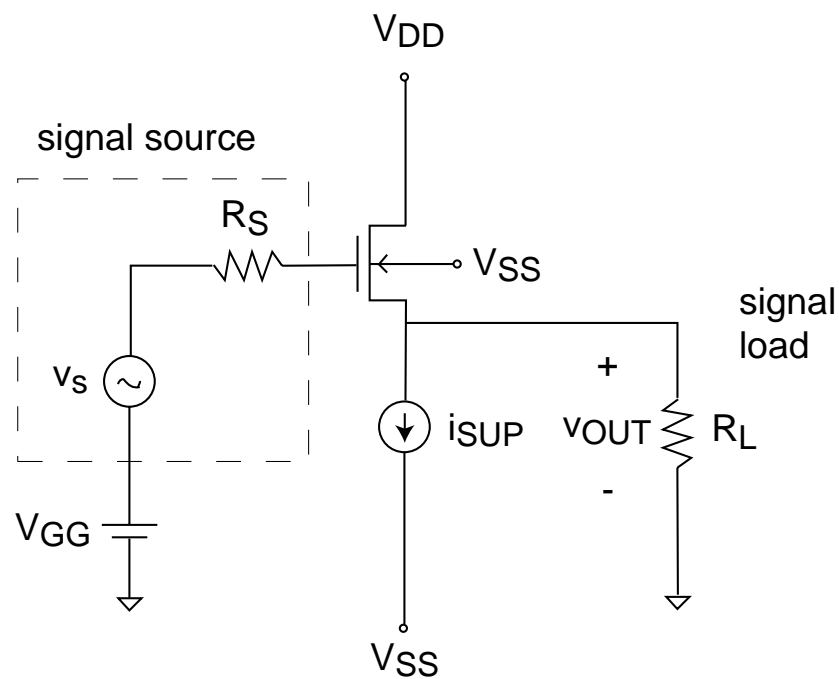 VDD
signal source
RS
VSS
signal
load
vs
+
iSUP
vOUT
RL
-
VGG
VSS